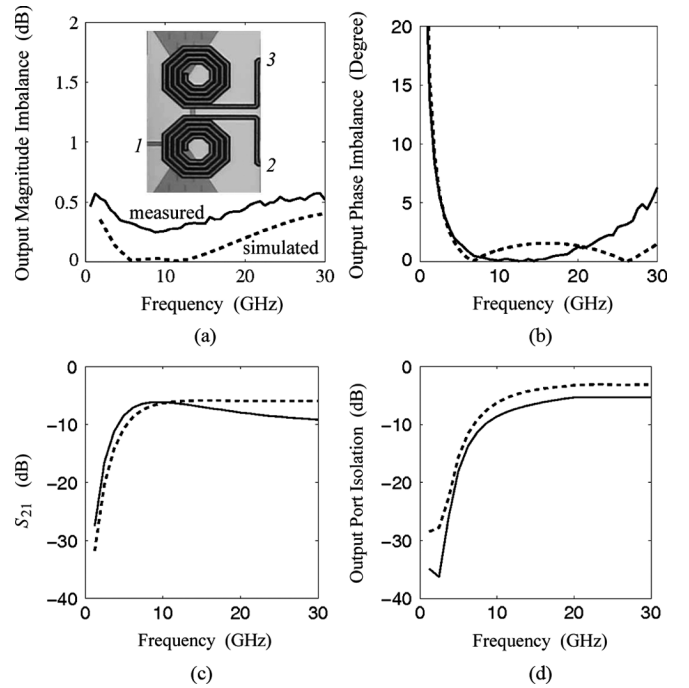 Output Magnitude Imbalance (dB)
2
1.5
1
0.5
0
1
2
3
measured
simulated
0 5 10 15 20 25 30
Frequency (GHz)
(a)
Output Phase Imbalance (Degree)
20
15
10
5
0
0 10 20 30
Frequency (GHz)
(b)
S21 (dB)
0
-10
-20
-30
-40
0 10 20 30
Frequency (GHz)
(c)
Output Port Isolation (dB)
0
-10
-20
-30
-40
0 10 20 30
Frequency (GHz)
(d)